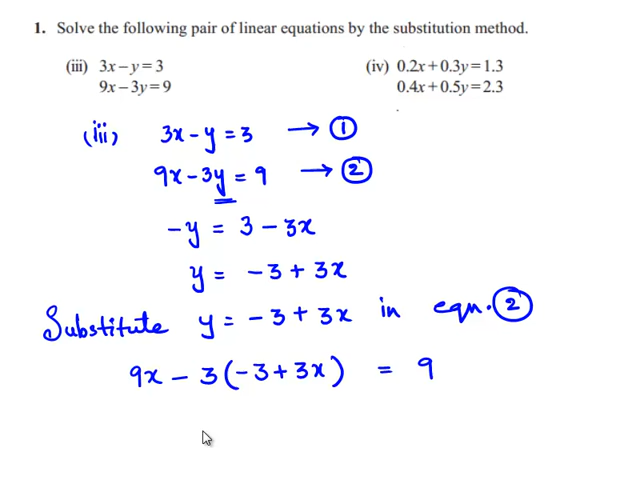 1. Solve the following pair of linear equations by the substitution method.
(iii) 3x – y = 3 (iv) 0.2x + 0.3y = 1.3
9x – 3y = 9 0.4x + 0.5y = 2.3
(iii) 3x - y = 3 → ①
9x - 3y = 9 → ②
-y = 3 - 3x
y = -3 + 3x
Substitute y = -3 + 3x in eqn. ②
9x - 3(-3 + 3x) = 9